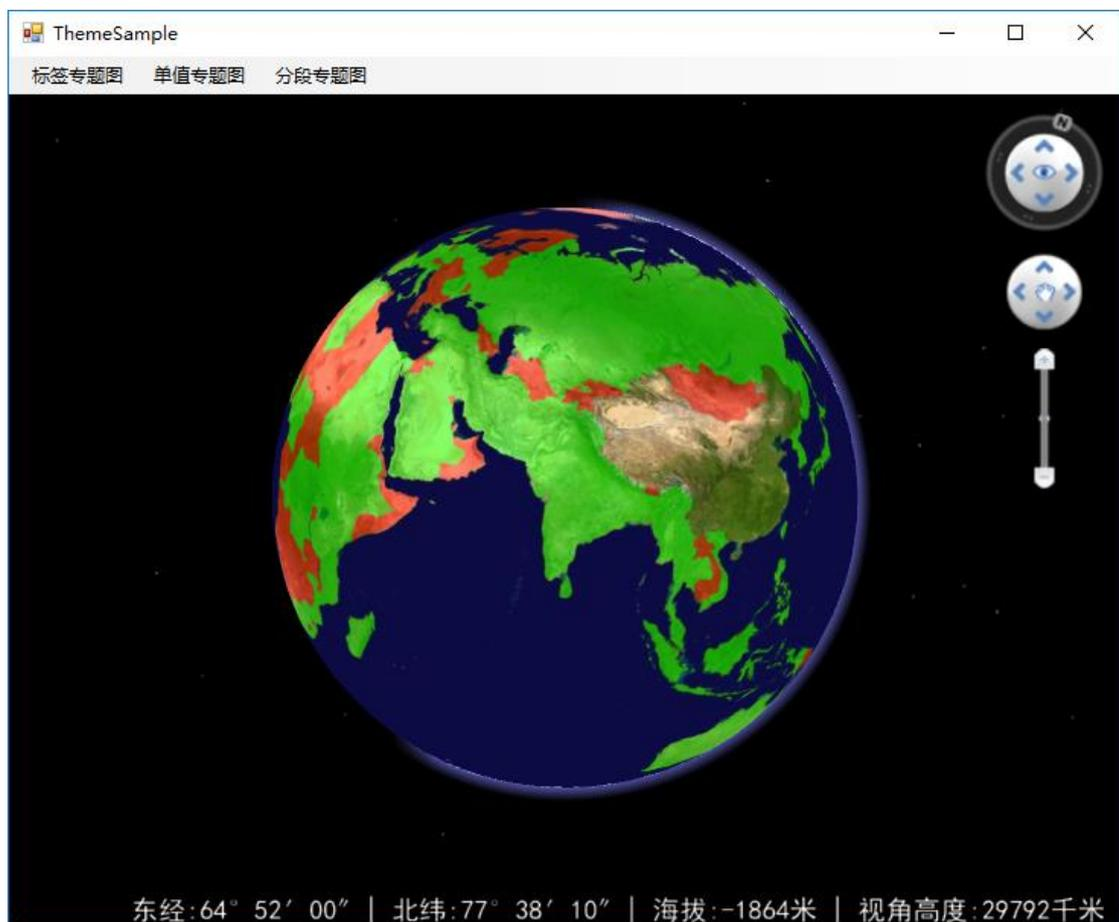 ThemeSample
标签专题图 单值专题图 分段专题图
N
东经:64° 52′ 00″ | 北纬:77° 38′ 10″ | 海拔:-1864米 | 视角高度:29792千米